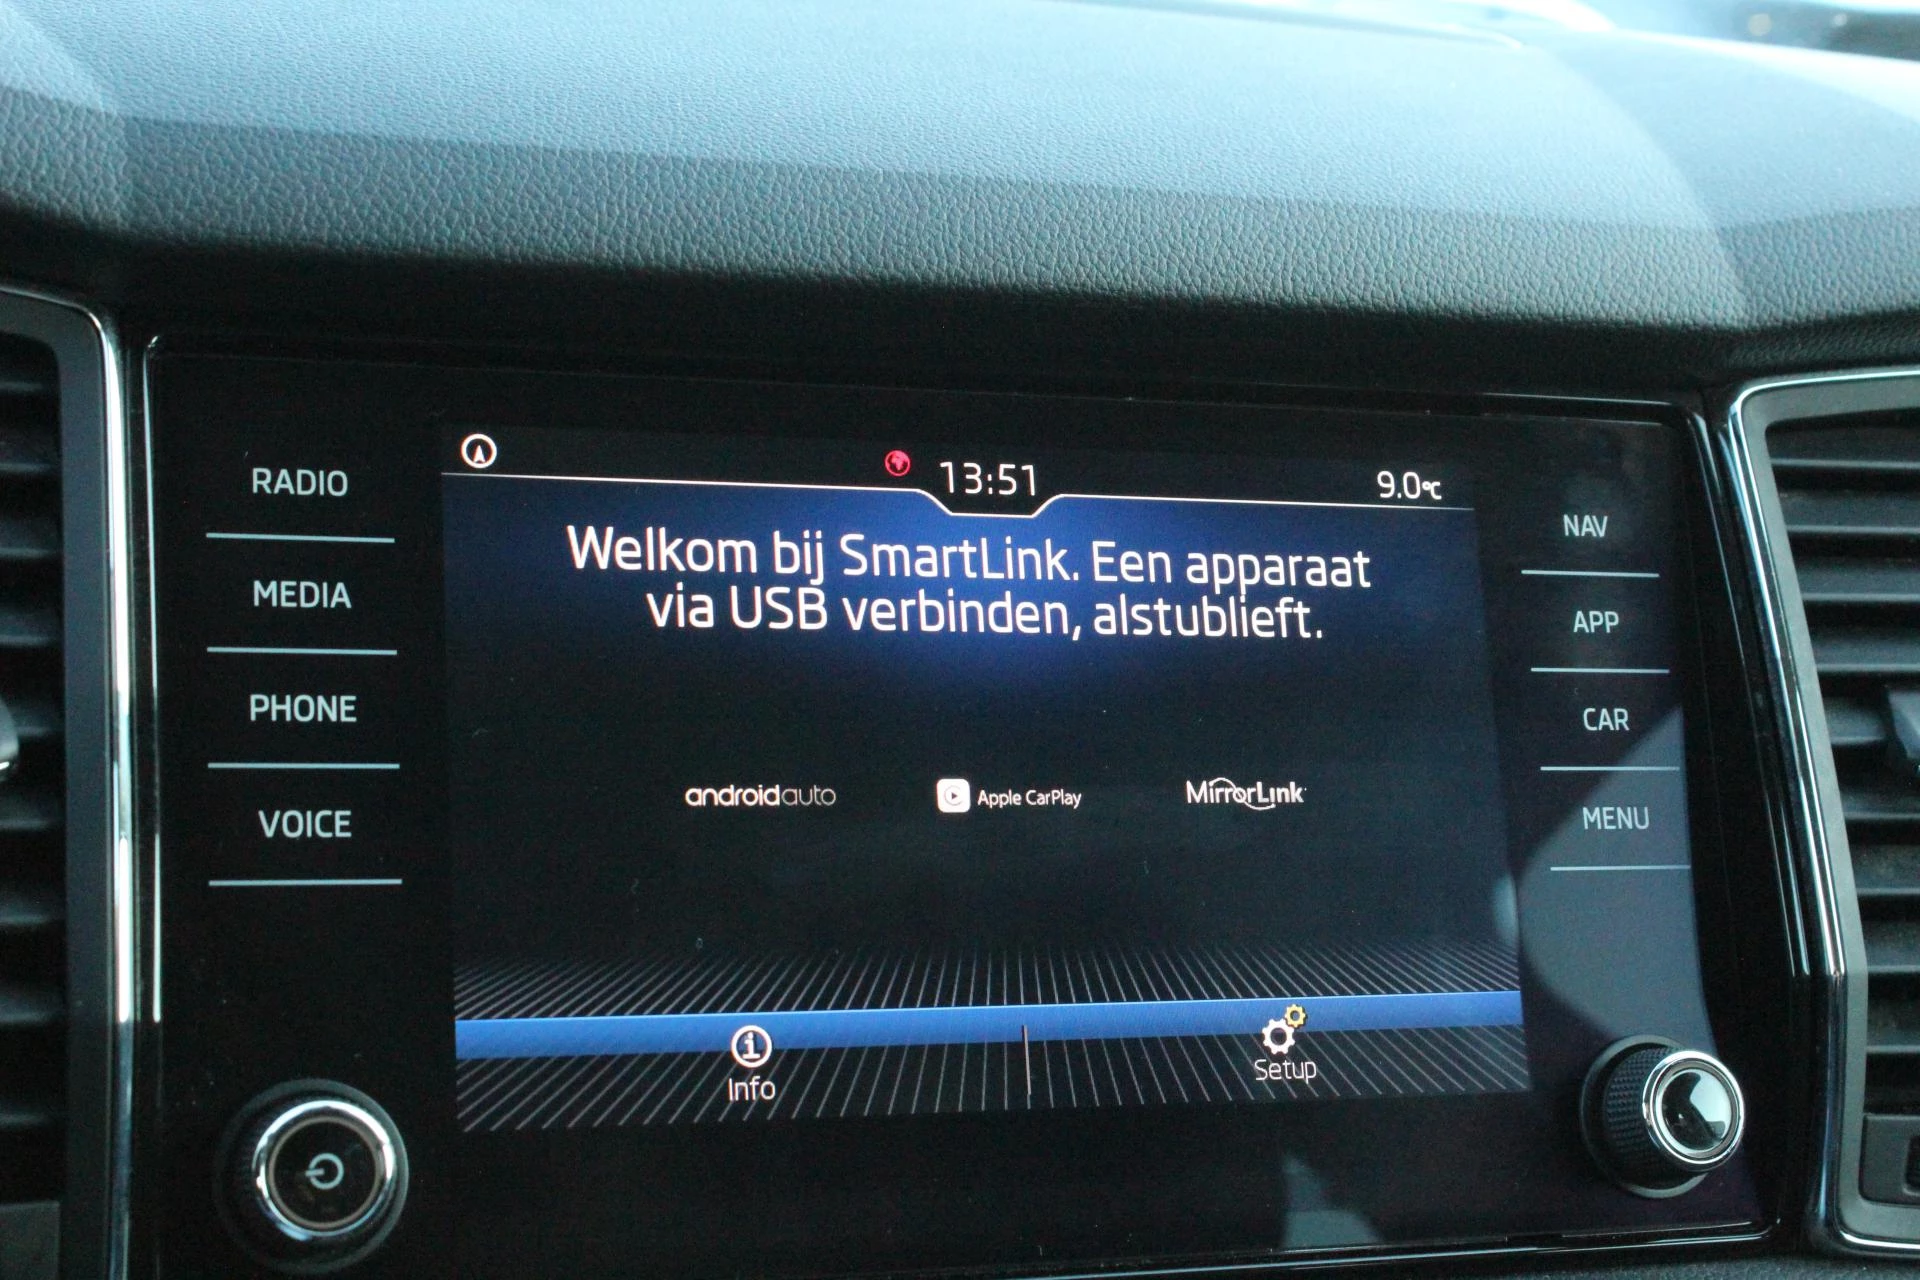 13:51
9.0°C
RADIO
MEDIA
PHONE
VOICE
Welkom bij SmartLink. Een apparaat
via USB verbinden, alstublieft.
androidauto
Apple CarPlay
MirrorLink
Info
Setup
NAV
APP
CAR
MENU